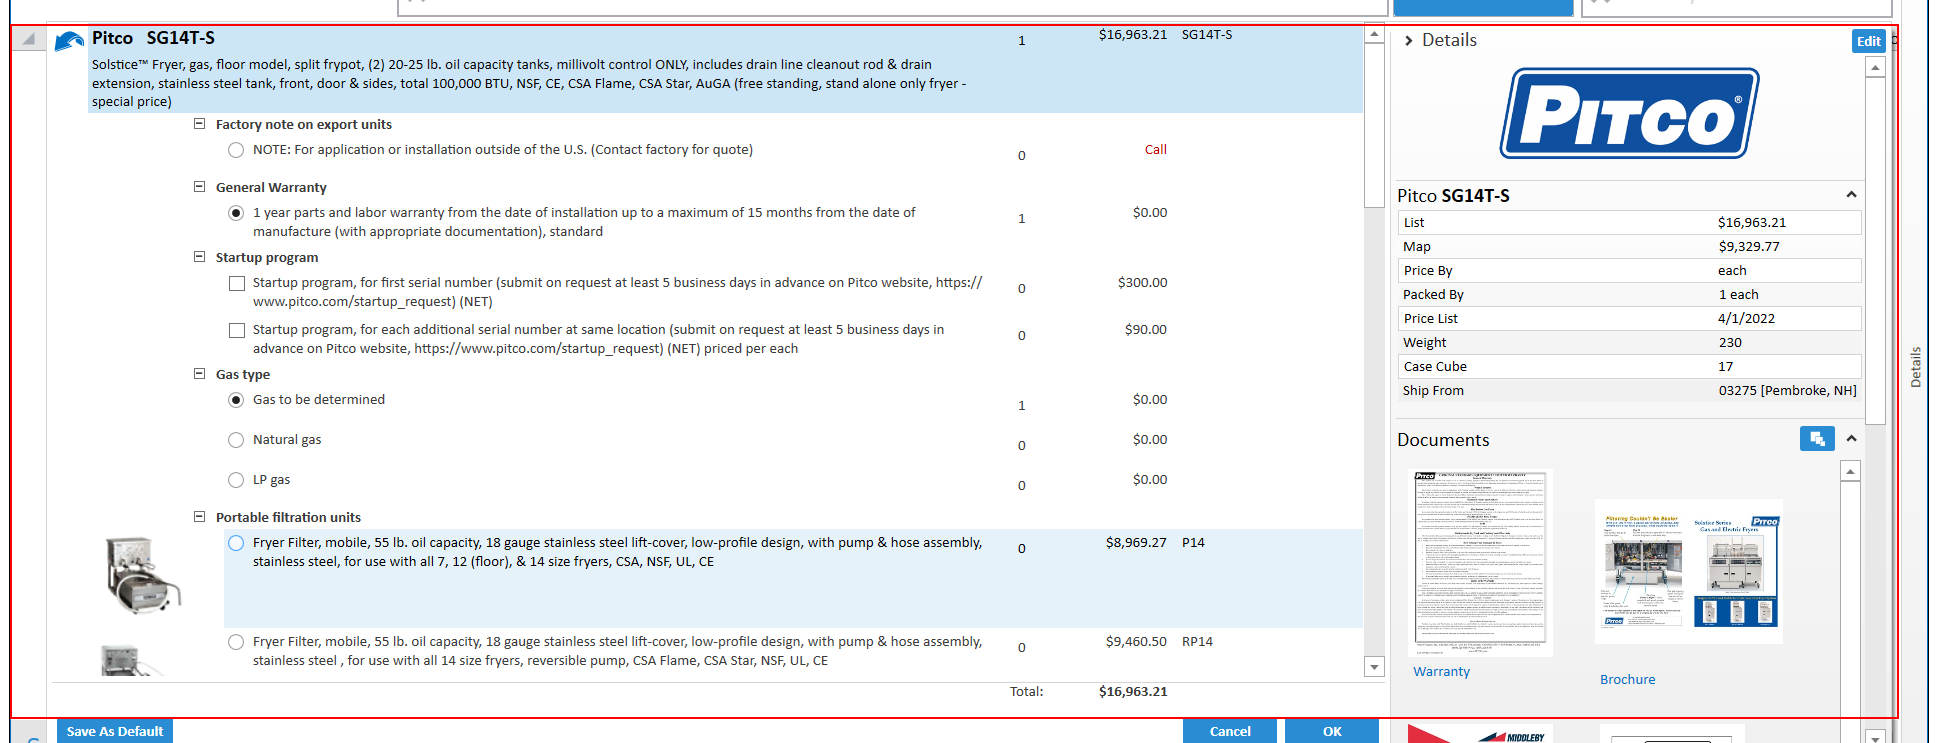 Pitco SG14T-S
1
$16,963.21
SG14T-S
Solstice™ Fryer, gas, floor model, split frypot, (2) 20-25 lb. oil capacity tanks, millivolt control ONLY, includes drain line cleanout rod & drain
extension, stainless steel tank, front, door & sides, total 100,000 BTU, NSF, CE, CSA Flame, CSA Star, AuGA (free standing, stand alone only fryer -
special price)
Factory note on export units
NOTE: For application or installation outside of the U.S. (Contact factory for quote)
0
Call
General Warranty
1 year parts and labor warranty from the date of installation up to a maximum of 15 months from the date of
manufacture (with appropriate documentation), standard
1
$0.00
Startup program
Startup program, for first serial number (submit on request at least 5 business days in advance on Pitco website, https://
www.pitco.com/startup_request) (NET)
0
$300.00
Startup program, for each additional serial number at same location (submit on request at least 5 business days in
advance on Pitco website, https://www.pitco.com/startup_request) (NET) priced per each
0
$90.00
Gas type
Gas to be determined
1
$0.00
Natural gas
0
$0.00
LP gas
0
$0.00
Portable filtration units
Fryer Filter, mobile, 55 lb. oil capacity, 18 gauge stainless steel lift-cover, low-profile design, with pump & hose assembly,
stainless steel, for use with all 7, 12 (floor), & 14 size fryers, CSA, NSF, UL, CE
0
$8,969.27
P14
Fryer Filter, mobile, 55 lb. oil capacity, 18 gauge stainless steel lift-cover, low-profile design, with pump & hose assembly,
stainless steel , for use with all 14 size fryers, reversible pump, CSA Flame, CSA Star, NSF, UL, CE
0
$9,460.50
RP14
Total:
$16,963.21
Save As Default
Cancel
OK
Details
Edit
PITCO®
Pitco SG14T-S
List $16,963.21
Map $9,329.77
Price By each
Packed By 1 each
Price List 4/1/2022
Weight 230
Case Cube 17
Ship From 03275 [Pembroke, NH]
Documents
PITCO
Filtering Couldn't Be Easier
Solstice Series
Gas and Electric Fryers
PITCO
PITCO
Warranty
Brochure
MIDDLEBY
Details